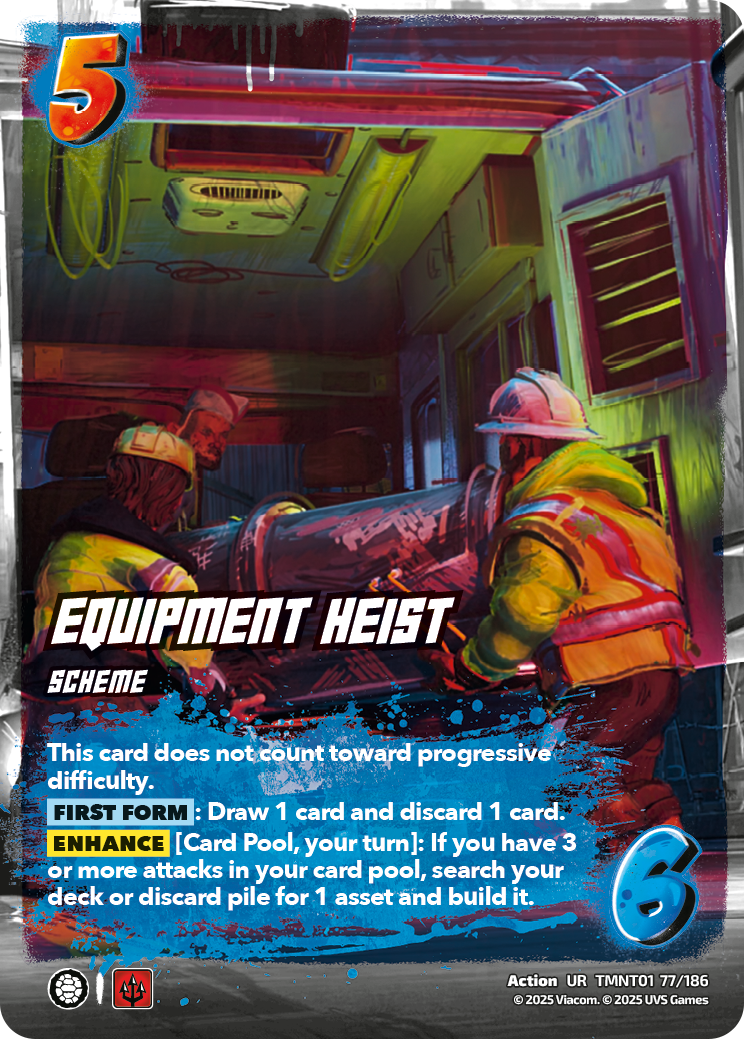 5
EQUIPMENT HEIST
SCHEME
This card does not count toward progressive
difficulty.
FIRST FORM : Draw 1 card and discard 1 card.
ENHANCE [Card Pool, your turn]: If you have 3
or more attacks in your card pool, search your
deck or discard pile for 1 asset and build it.
6
Action UR TMNT01 77/186
© 2025 Viacom. © 2025 UVS Games